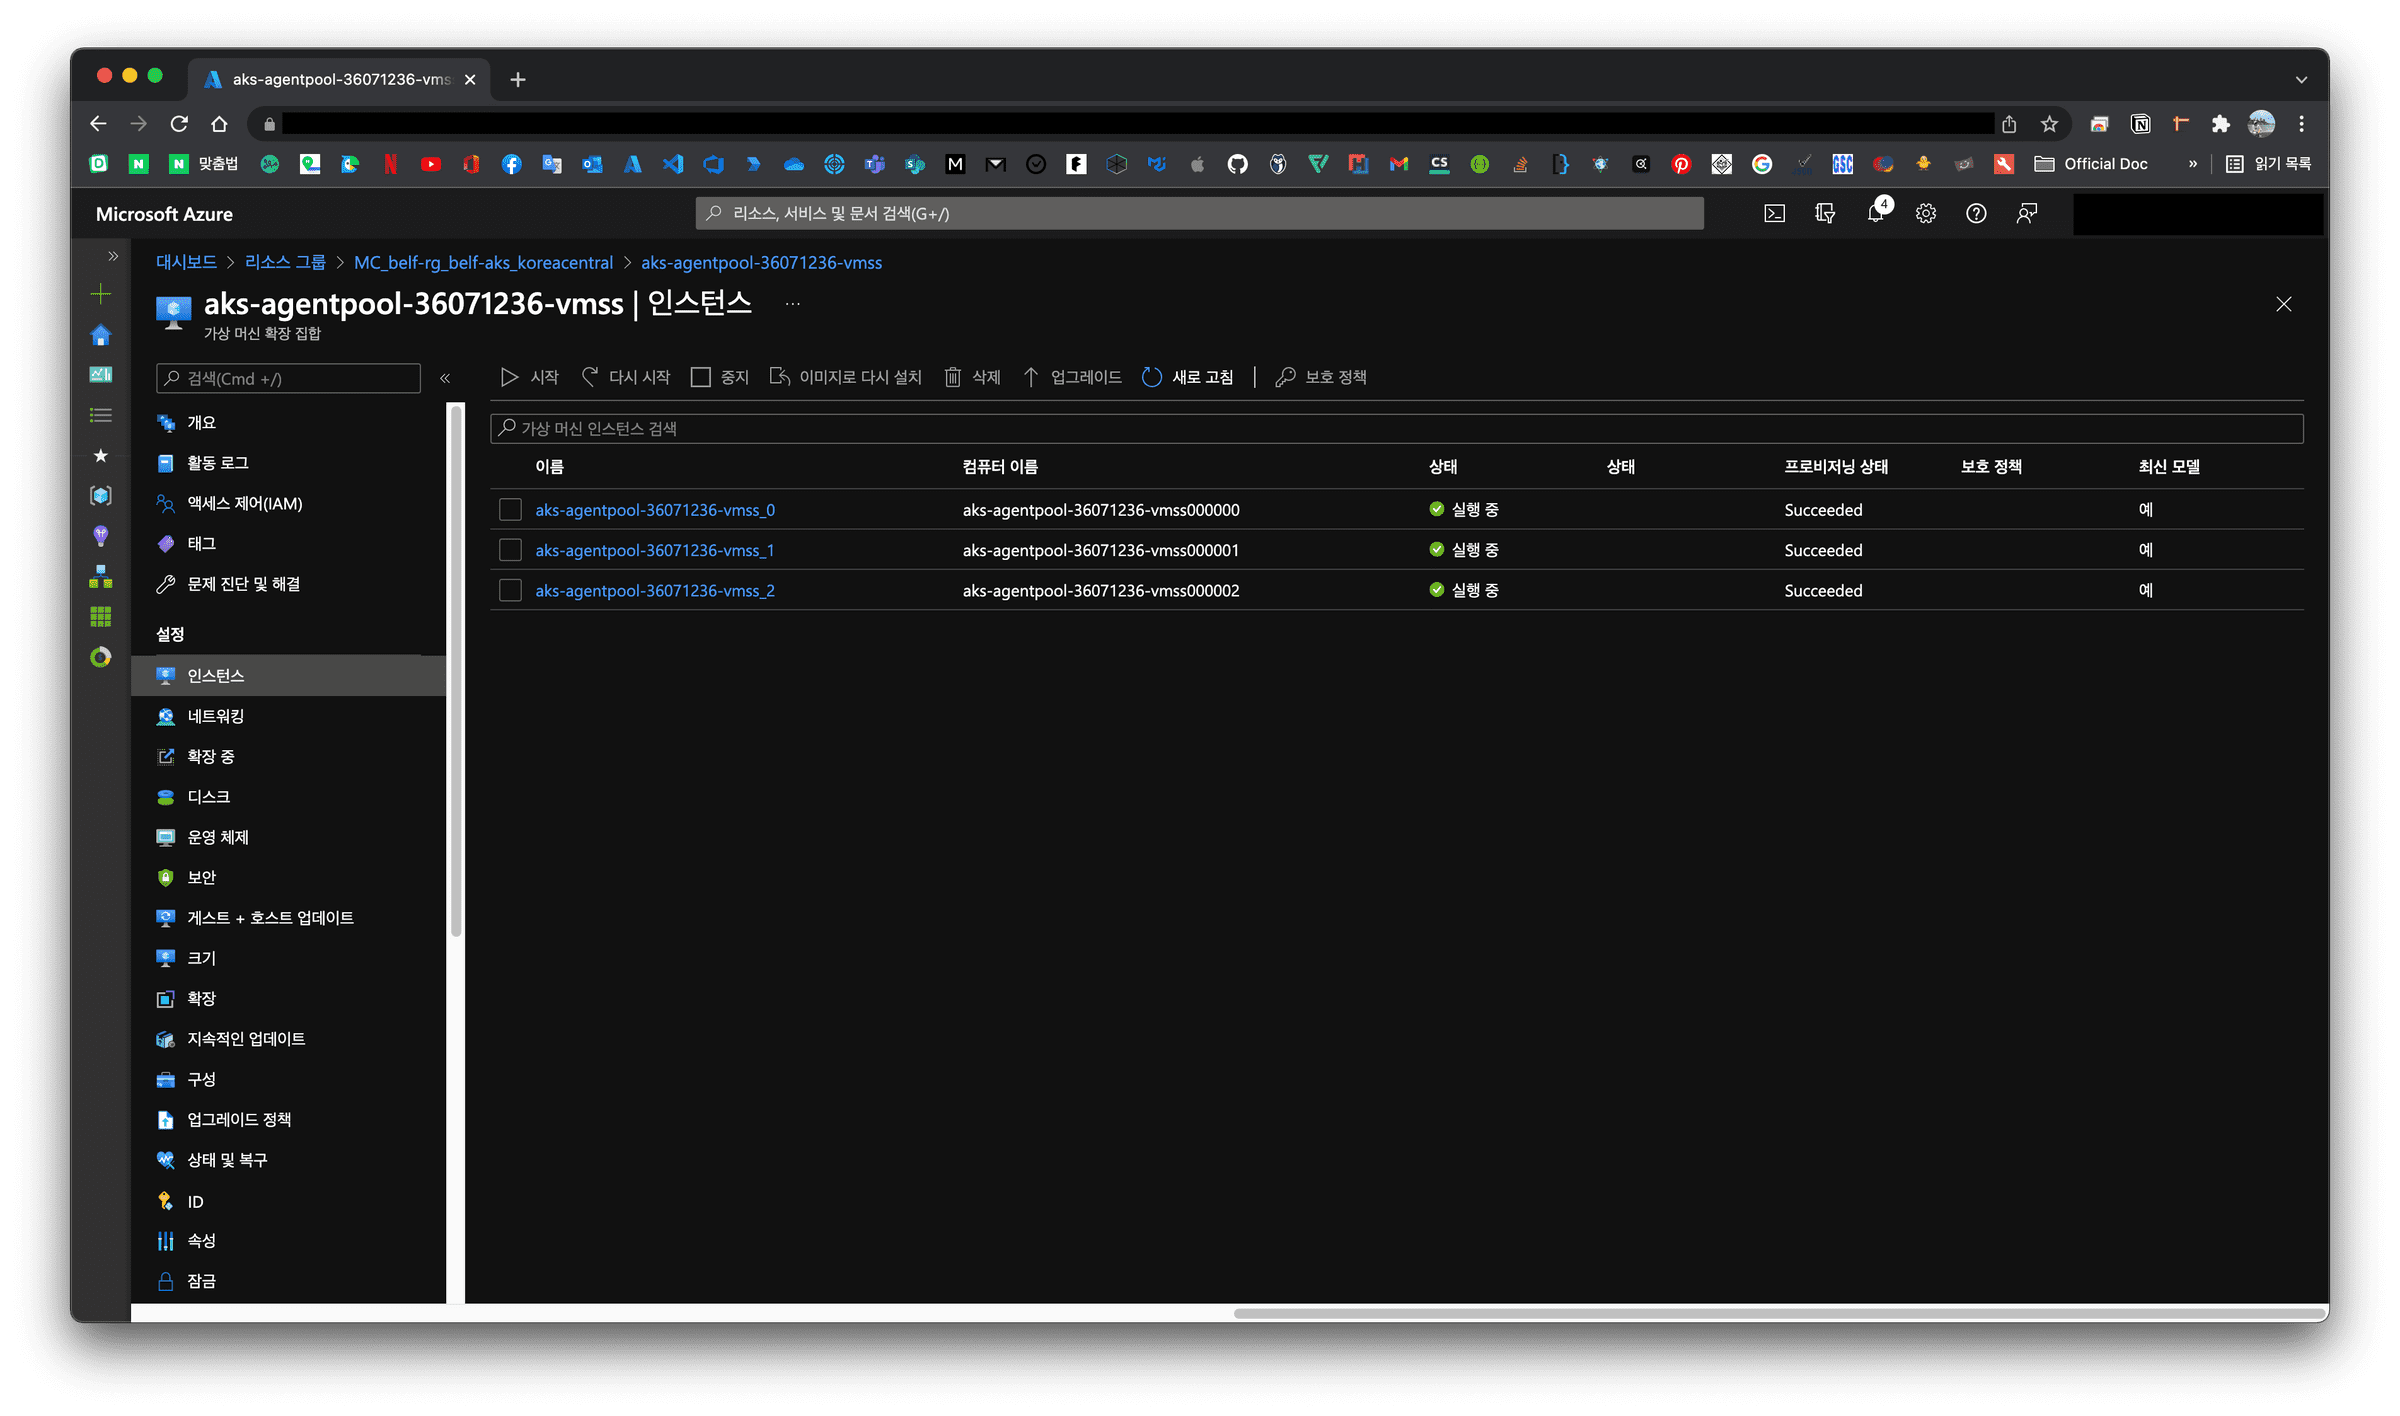 aks-agentpool-36071236-vms
맞춤법
Official Doc
»
읽기 목록
Microsoft Azure
리소스, 서비스 및 문서 검색(G+/)
4
대시보드 > 리소스 그룹 > MC_belf-rg_belf-aks_koreacentral > aks-agentpool-36071236-vmss
aks-agentpool-36071236-vmss | 인스턴스 ...
가상 머신 확장 집합
검색(Cmd +/)
시작 다시 시작 중지 이미지로 다시 설치 삭제 업그레이드 새로 고침 | 보호 정책
가상 머신 인스턴스 검색
이름 컴퓨터 이름 상태 상태 프로비저닝 상태 보호 정책 최신 모델
aks-agentpool-36071236-vmss_0 aks-agentpool-36071236-vmss000000 실행 중 Succeeded 예
aks-agentpool-36071236-vmss_1 aks-agentpool-36071236-vmss000001 실행 중 Succeeded 예
aks-agentpool-36071236-vmss_2 aks-agentpool-36071236-vmss000002 실행 중 Succeeded 예
개요
활동 로그
액세스 제어(IAM)
태그
문제 진단 및 해결
설정
인스턴스
네트워킹
확장 중
디스크
운영 체제
보안
게스트 + 호스트 업데이트
크기
확장
지속적인 업데이트
구성
업그레이드 정책
상태 및 복구
ID
속성
잠금